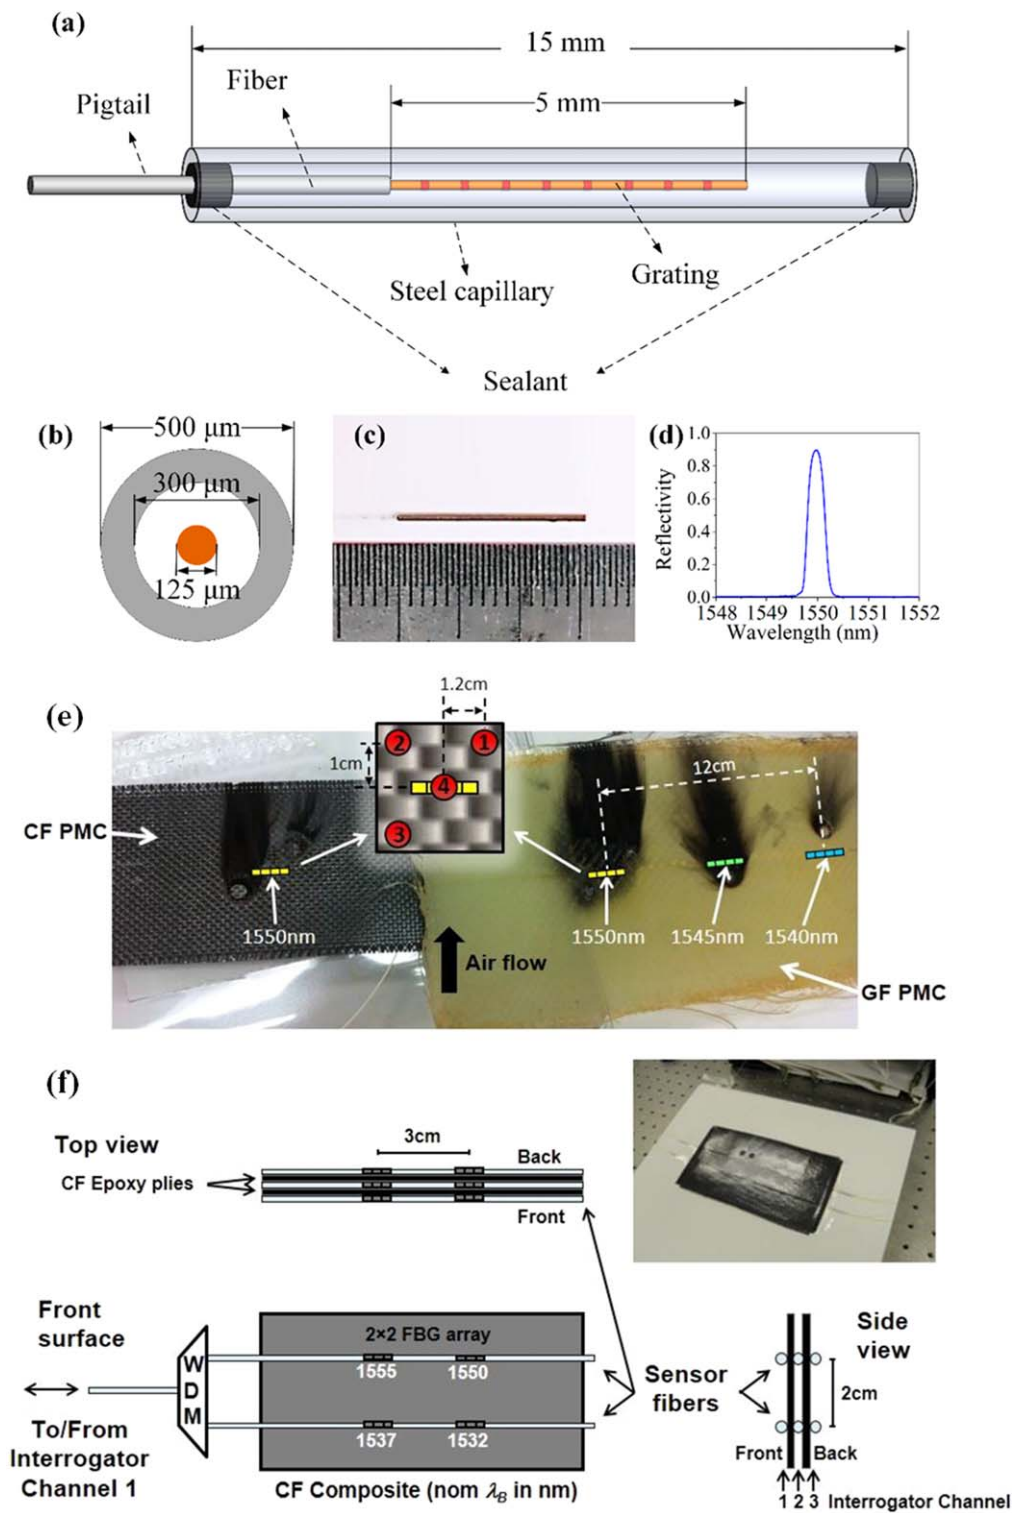 (a)
15 mm
Fiber
5 mm
Pigtail
Grating
Steel capillary
Sealant
(b)
500 μm
300 μm
125 μm
(c)
(d)
Reflectivity
1.0
0.8
0.6
0.4
0.2
0.0
1548 1549 1550 1551 1552
Wavelength (nm)
(e)
1.2cm
2
1
1cm
4
3
12cm
CF PMC
1550nm
1550nm
1545nm
1540nm
Air flow
GF PMC
(f)
Top view
3cm
Back
CF Epoxy plies
Front
Front
surface
2×2 FBG array
W
D
M
1555
1550
1537
1532
To/From
Interrogator
Channel 1
CF Composite (nom λB in nm)
Sensor
fibers
Side
view
2cm
Front
Back
1 2 3 Interrogator Channel